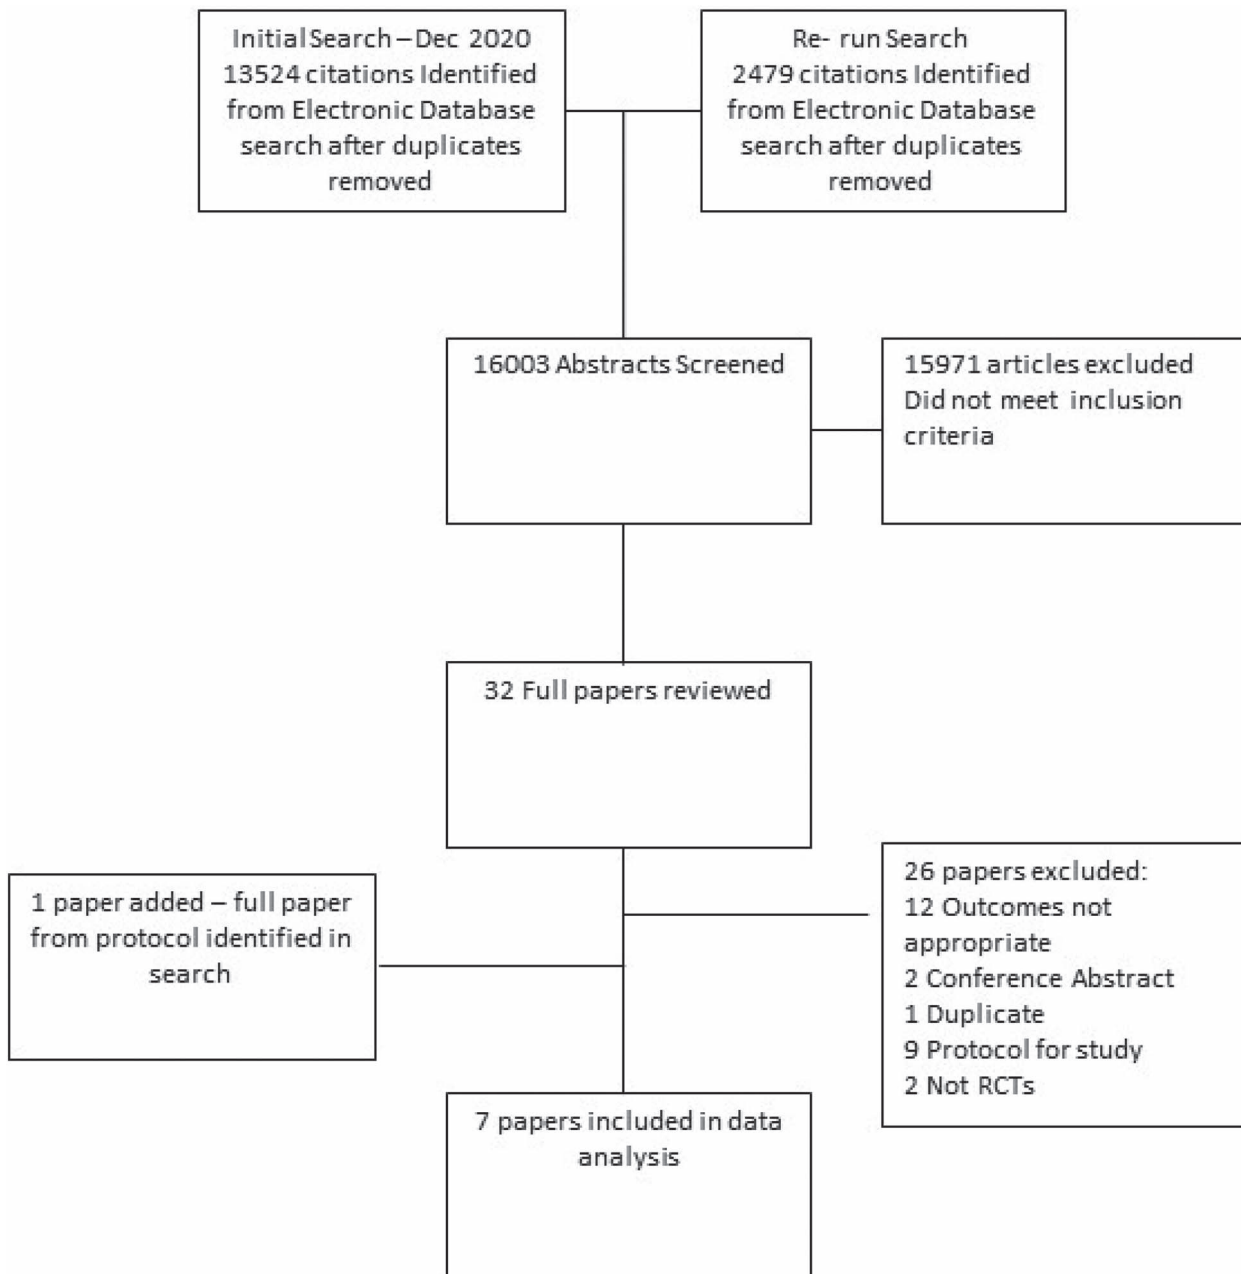 Initial Search – Dec 2020
13524 citations Identified
from Electronic Database
search after duplicates
removed
Re- run Search
2479 citations Identified
from Electronic Database
search after duplicates
removed
16003 Abstracts Screened
15971 articles excluded
Did not meet inclusion
criteria
32 Full papers reviewed
1 paper added – full paper
from protocol identified in
search
26 papers excluded:
12 Outcomes not
appropriate
2 Conference Abstract
1 Duplicate
9 Protocol for study
2 Not RCTs
7 papers included in data
analysis